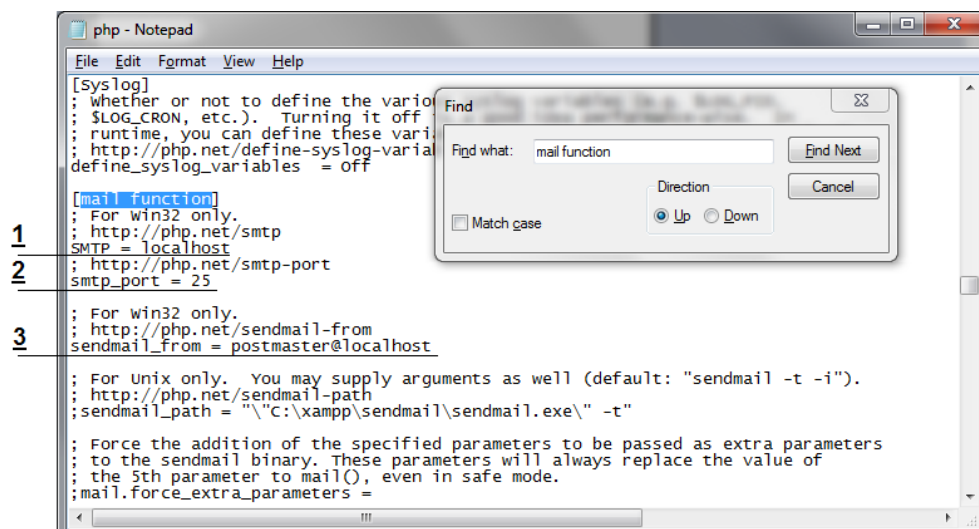 php - Notepad
File Edit Format View Help
[Syslog]
; Whether or not to define the variou
; $LOG_CRON, etc.). Turning it off
; runtime, you can define these varia
; http://php.net/define-syslog-variabl
define_syslog_variables = Off
[mail function]
; For Win32 only.
; http://php.net/smtp
1
SMTP = localhost
; http://php.net/smtp-port
2
smtp_port = 25
; For Win32 only.
; http://php.net/sendmail-from
3
sendmail_from = postmaster@localhost
; For Unix only. You may supply arguments as well (default: "sendmail -t -i").
; http://php.net/sendmail-path
;sendmail_path = "\"C:\xampp\sendmail\sendmail.exe\" -t"
; Force the addition of the specified parameters to be passed as extra parameters
; to the sendmail binary. These parameters will always replace the value of
; the 5th parameter to mail(), even in safe mode.
;mail.force_extra_parameters =
Find
Find what: mail function
Find Next
Direction
Cancel
Match case
Up Down